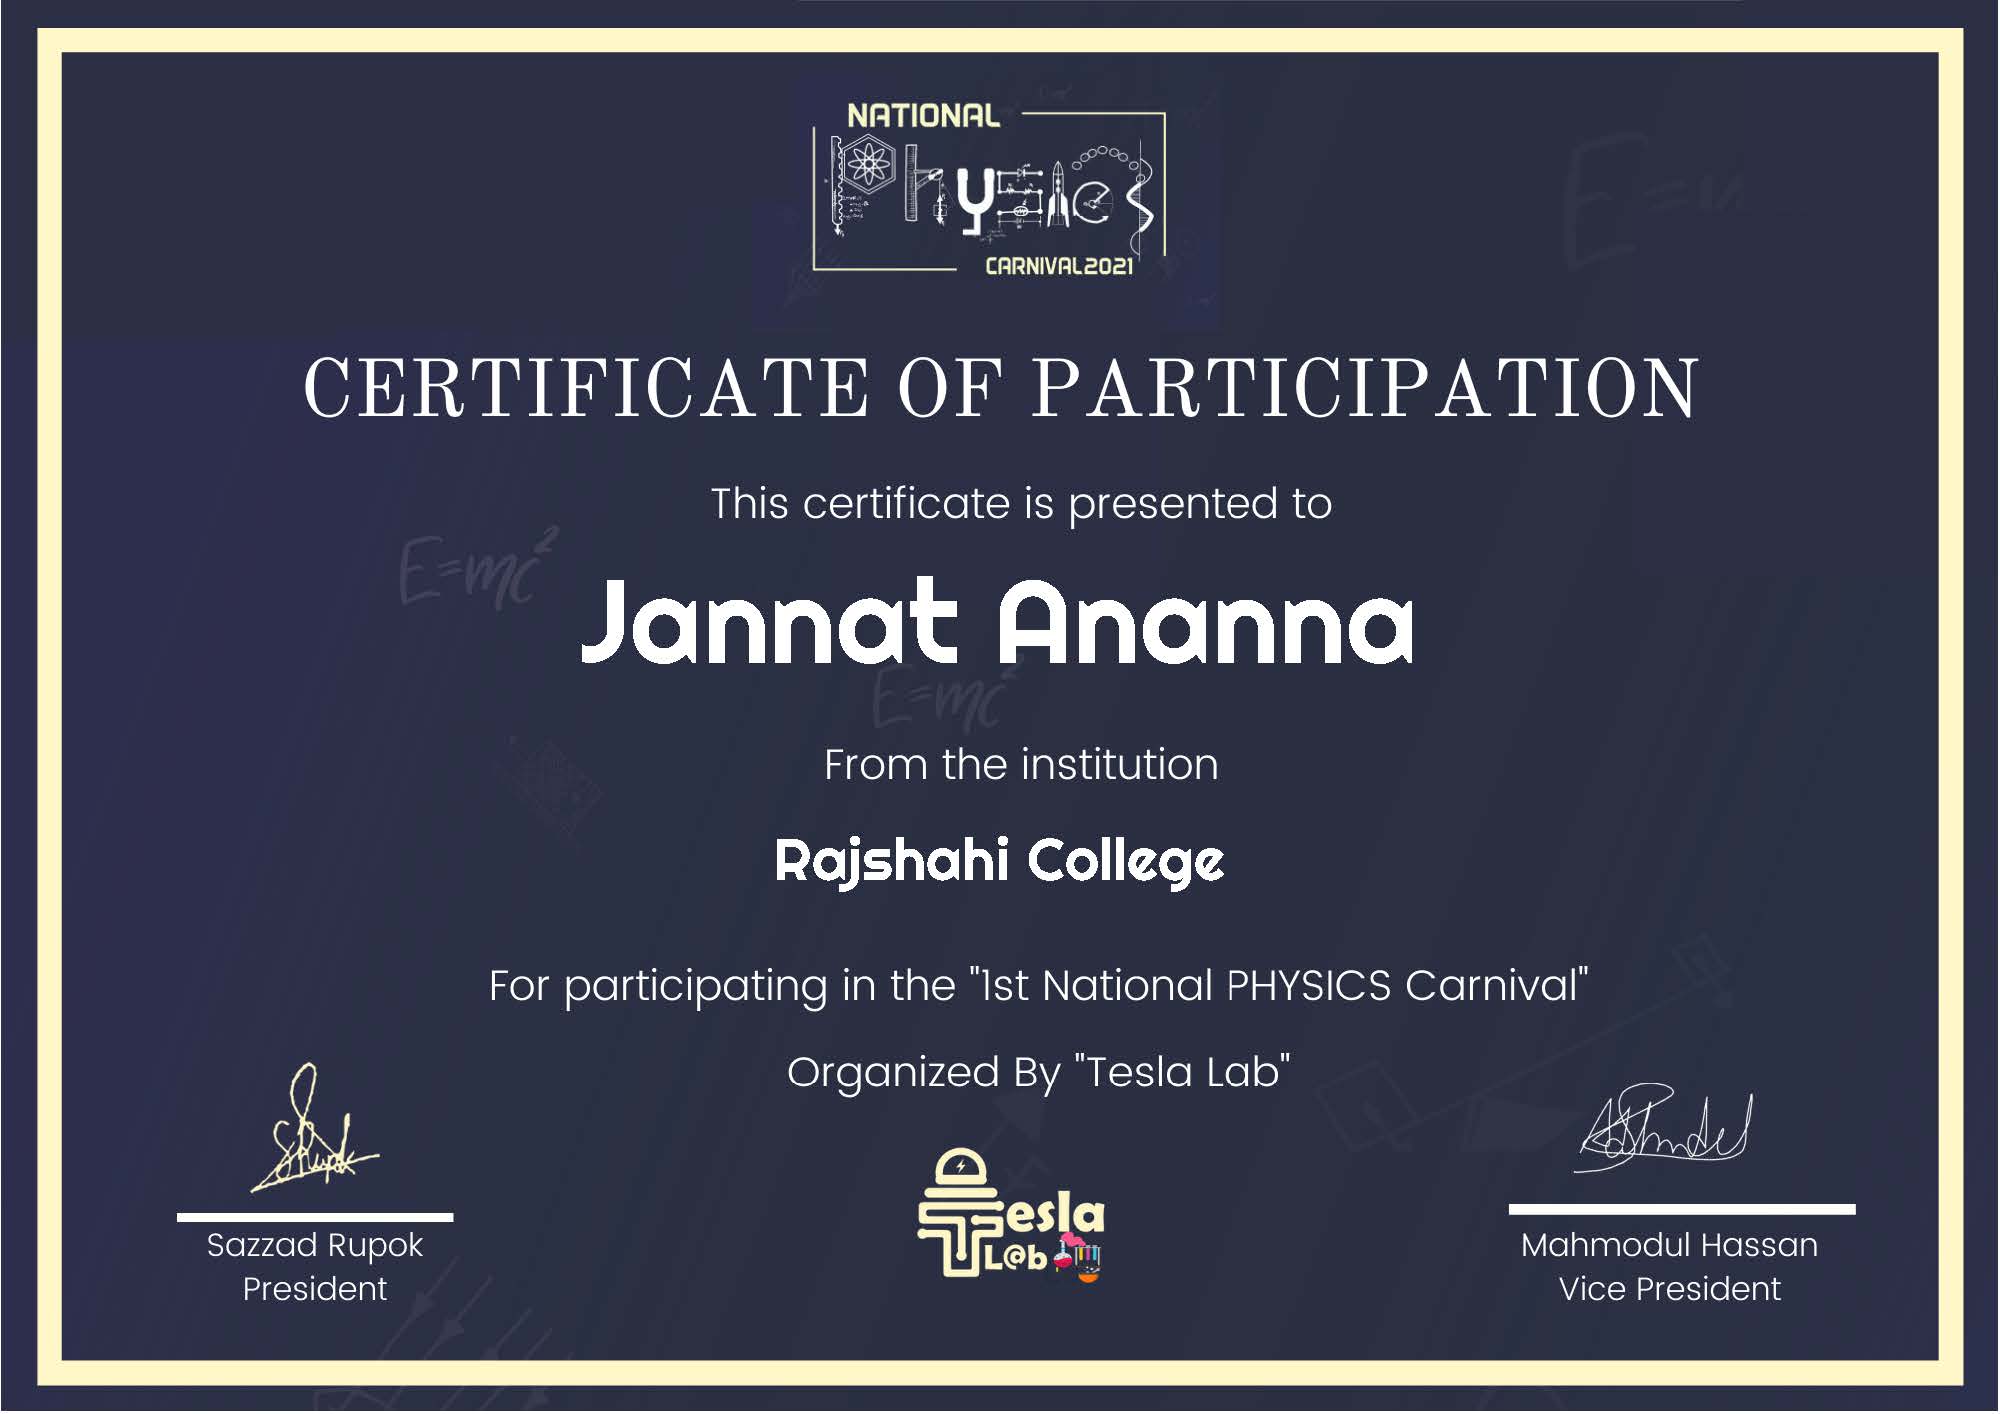 NATIONAL
Physics
CARNIVAL2021
CERTIFICATE OF PARTICIPATION
This certificate is presented to
E=mc²
Jannat Ananna
E=mc²
From the institution
Rajshahi College
For participating in the "1st National PHYSICS Carnival"
Organized By "Tesla Lab"
Tesla
L@b
Sazzad Rupok
President
Mahmodul Hassan
Vice President